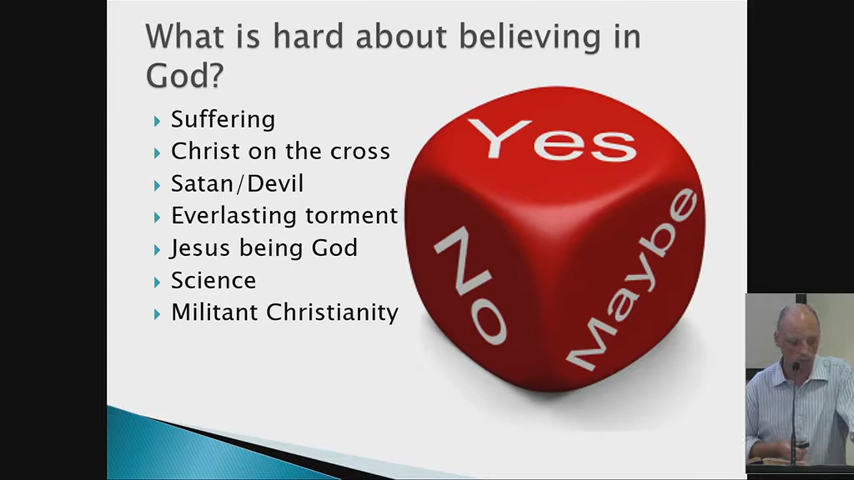 What is hard about believing in
God?
Suffering
Christ on the cross
Satan/Devil
Everlasting torment
Jesus being God
Science
Militant Christianity
Yes
No
Maybe